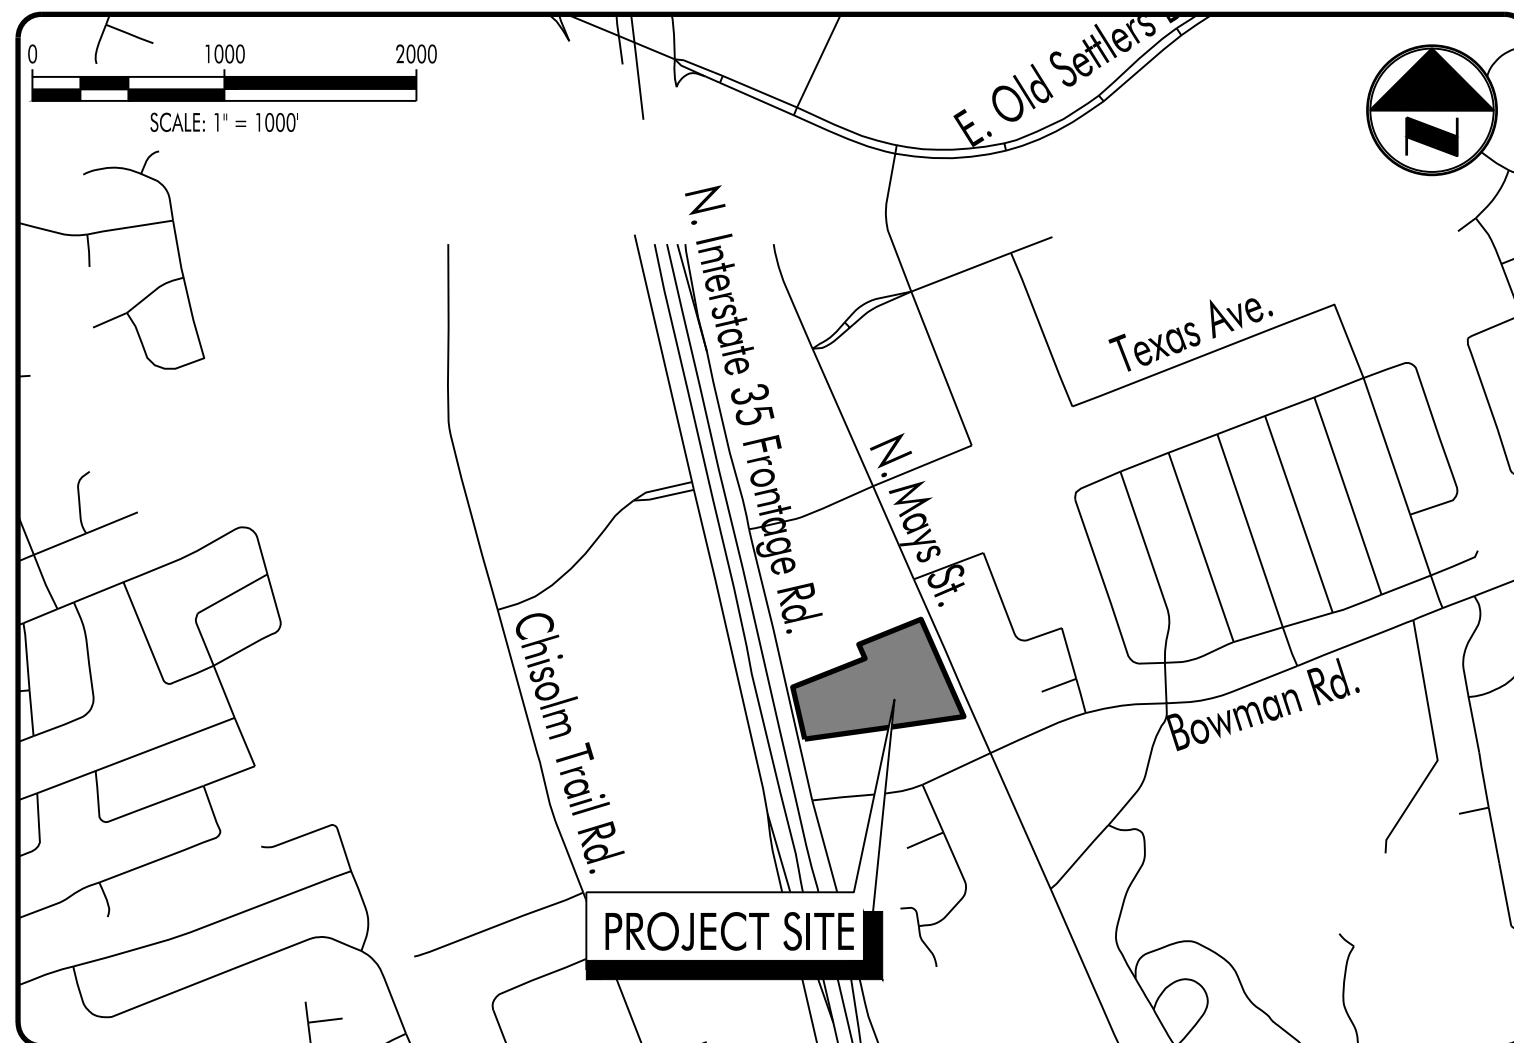 0 1000 2000
SCALE: 1" = 1000'
E. Old Settlers
N
N. Interstate 35 Frontage Rd.
Texas Ave.
N. Mays St.
Chisolm Trail Rd.
Bowman Rd.
PROJECT SITE